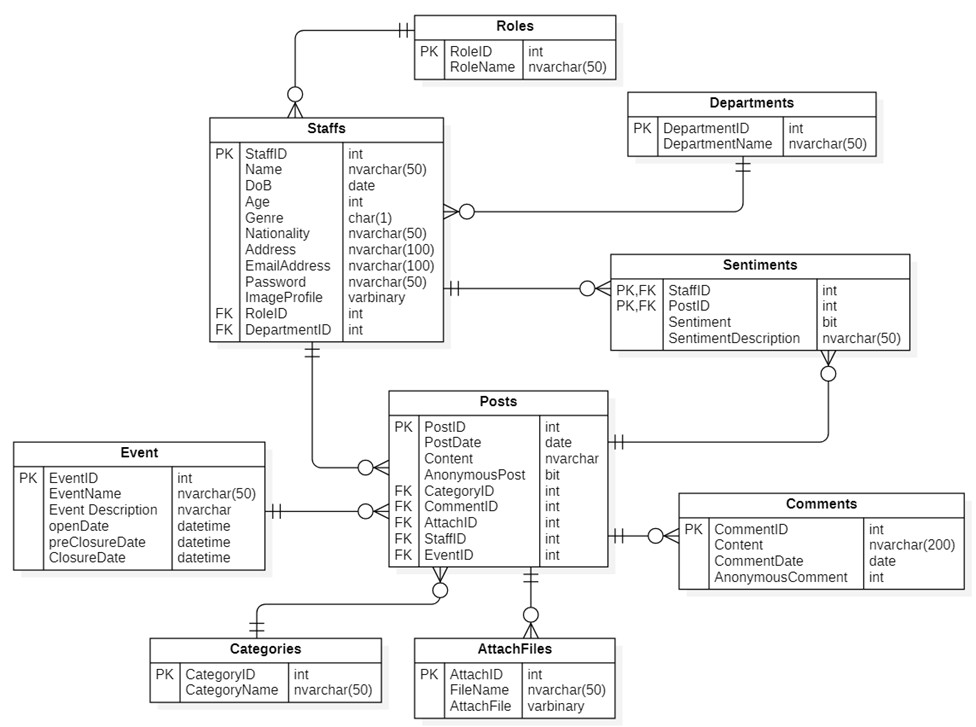 Roles
PK RoleID int
RoleName nvarchar(50)
Departments
PK DepartmentID int
DepartmentName nvarchar(50)
Staffs
PK StaffID int
Name nvarchar(50)
DoB date
Age int
Genre char(1)
Nationality nvarchar(50)
Address nvarchar(100)
EmailAddress nvarchar(100)
Password nvarchar(50)
ImageProfile varbinary
FK RoleID int
FK DepartmentID int
Sentiments
PK,FK StaffID int
PK,FK PostID int
Sentiment bit
SentimentDescription nvarchar(50)
Posts
PK PostID int
PostDate date
Content nvarchar
AnonymousPost bit
FK CategoryID int
FK CommentID int
FK AttachID int
FK StaffID int
FK EventID int
Event
PK EventID int
EventName nvarchar(50)
Event Description nvarchar
openDate datetime
preClosureDate datetime
ClosureDate datetime
Comments
PK CommentID int
Content nvarchar(200)
CommentDate date
AnonymousComment int
Categories
PK CategoryID int
CategoryName nvarchar(50)
AttachFiles
PK AttachID int
FileName nvarchar(50)
AttachFile varbinary